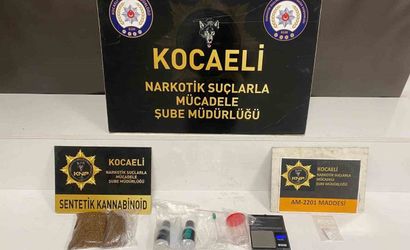 KOCAELİ
NARKOTİK SUÇLARLA
MÜCADELE
ŞUBE MÜDÜRLÜĞÜ
KOCAELİ
NARKOTİK SUÇLARLA
MÜCADELE
ŞUBE MÜDÜRLÜĞÜ
SENTETİK KANNABİNOİD
KOCAELİ
NARKOTİK SUÇLARLA
MÜCADELE
ŞUBE MÜDÜRLÜĞÜ
AM-2201 MADDESİ